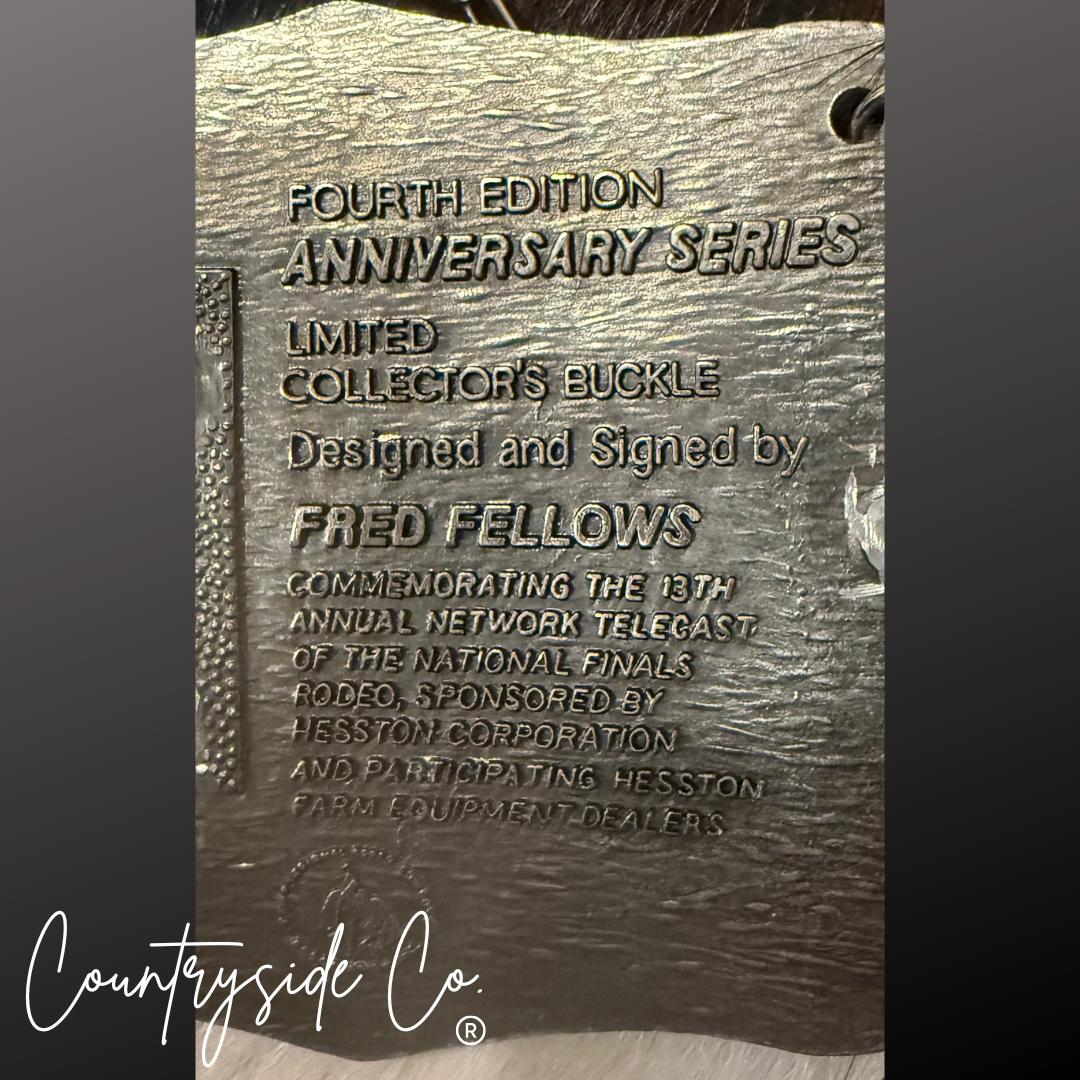 FOURTH EDITION
ANNIVERSARY SERIES
LIMITED
COLLECTOR'S BUCKLE
Designed and Signed by
FRED FELLOWS
COMMEMORATING THE 13TH
ANNUAL NETWORK TELECAST
OF THE NATIONAL FINALS
RODEO, SPONSORED BY
HESSTON CORPORATION
AND PARTICIPATING HESSTON
FARM EQUIPMENT DEALERS
Countryside Co.
®